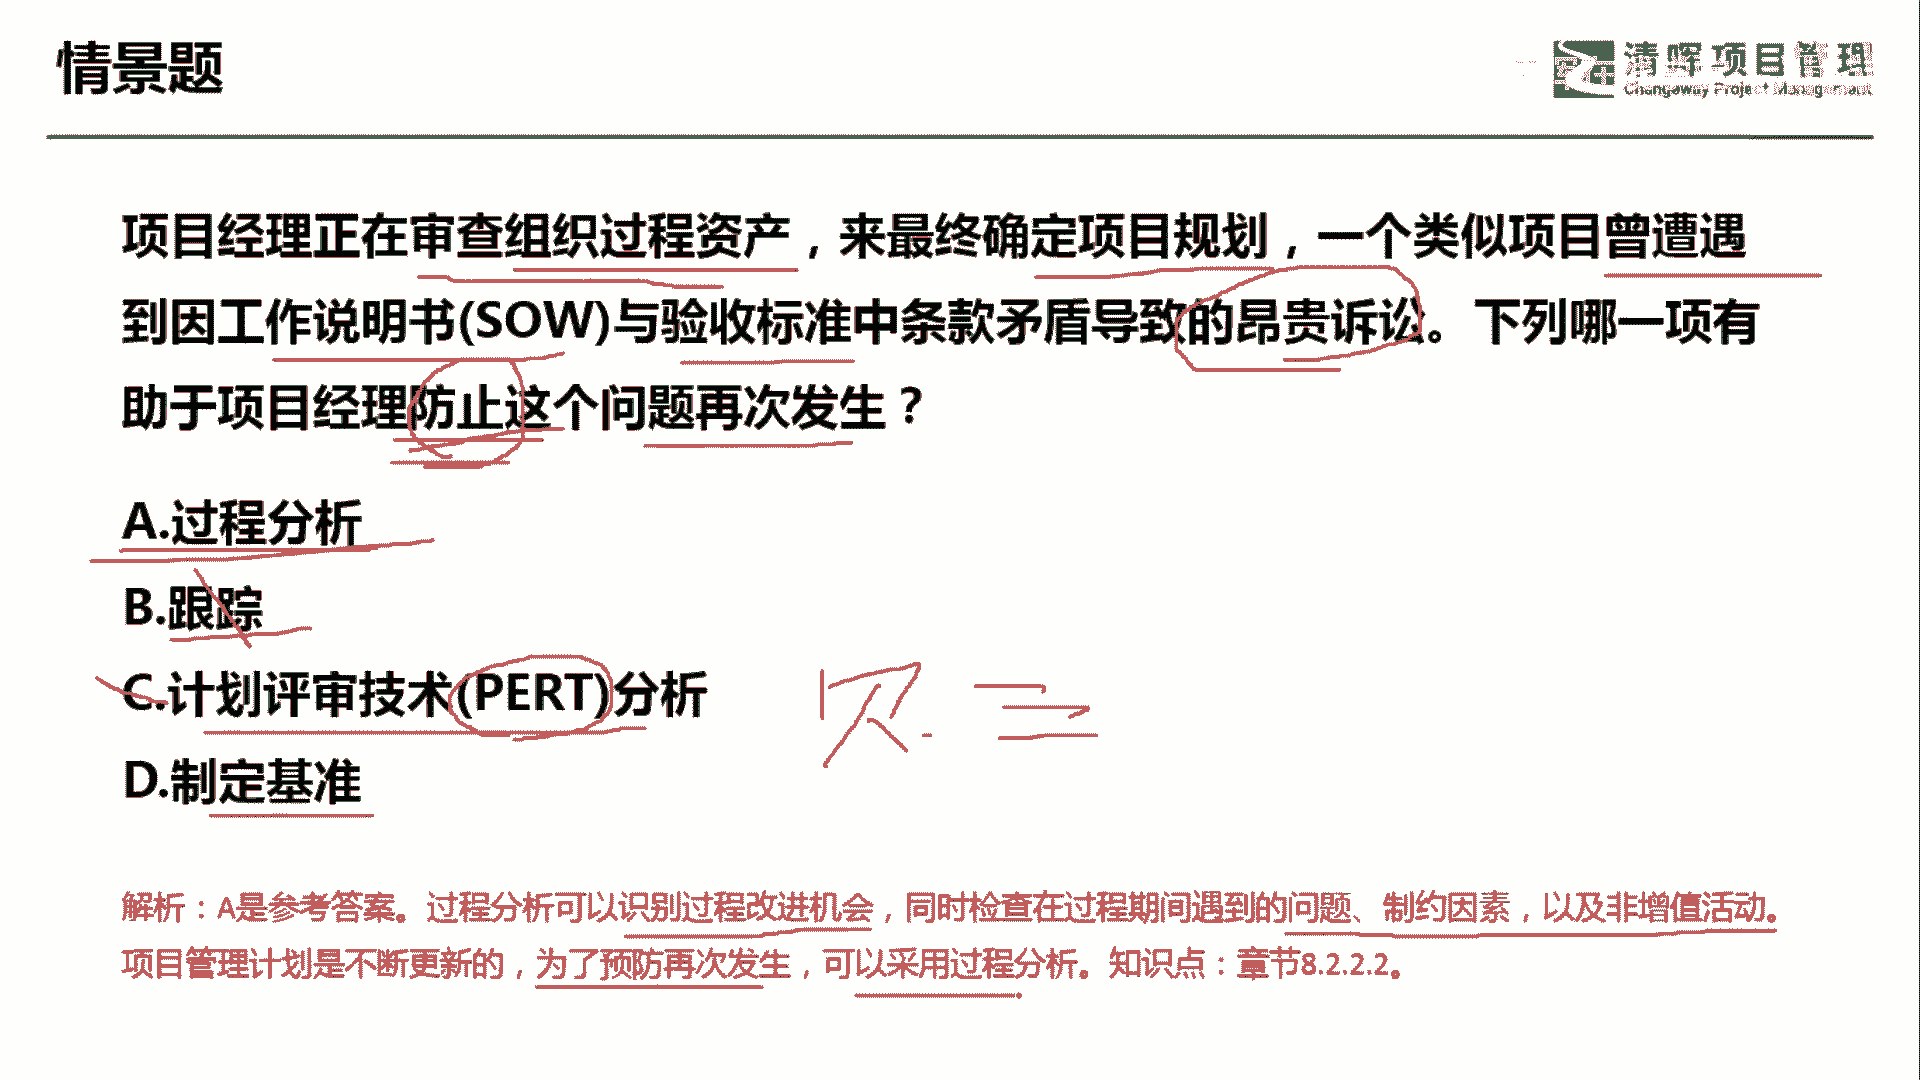 情景题
清晖项目管理
Changeway Project Management
项目经理正在审查组织过程资产，来最终确定项目规划，一个类似项目曾遭遇
到因工作说明书(SOW)与验收标准中条款矛盾导致的昂贵诉讼。下列哪一项有
助于项目经理防止这个问题再次发生？
A.过程分析
B.跟踪
C.计划评审技术(PERT)分析
D.制定基准
解析：A是参考答案。过程分析可以识别过程改进机会，同时检查在过程期间遇到的问题、制约因素，以及非增值活动。
项目管理计划是不断更新的，为了预防再次发生，可以采用过程分析。知识点：章节8.2.2.2。